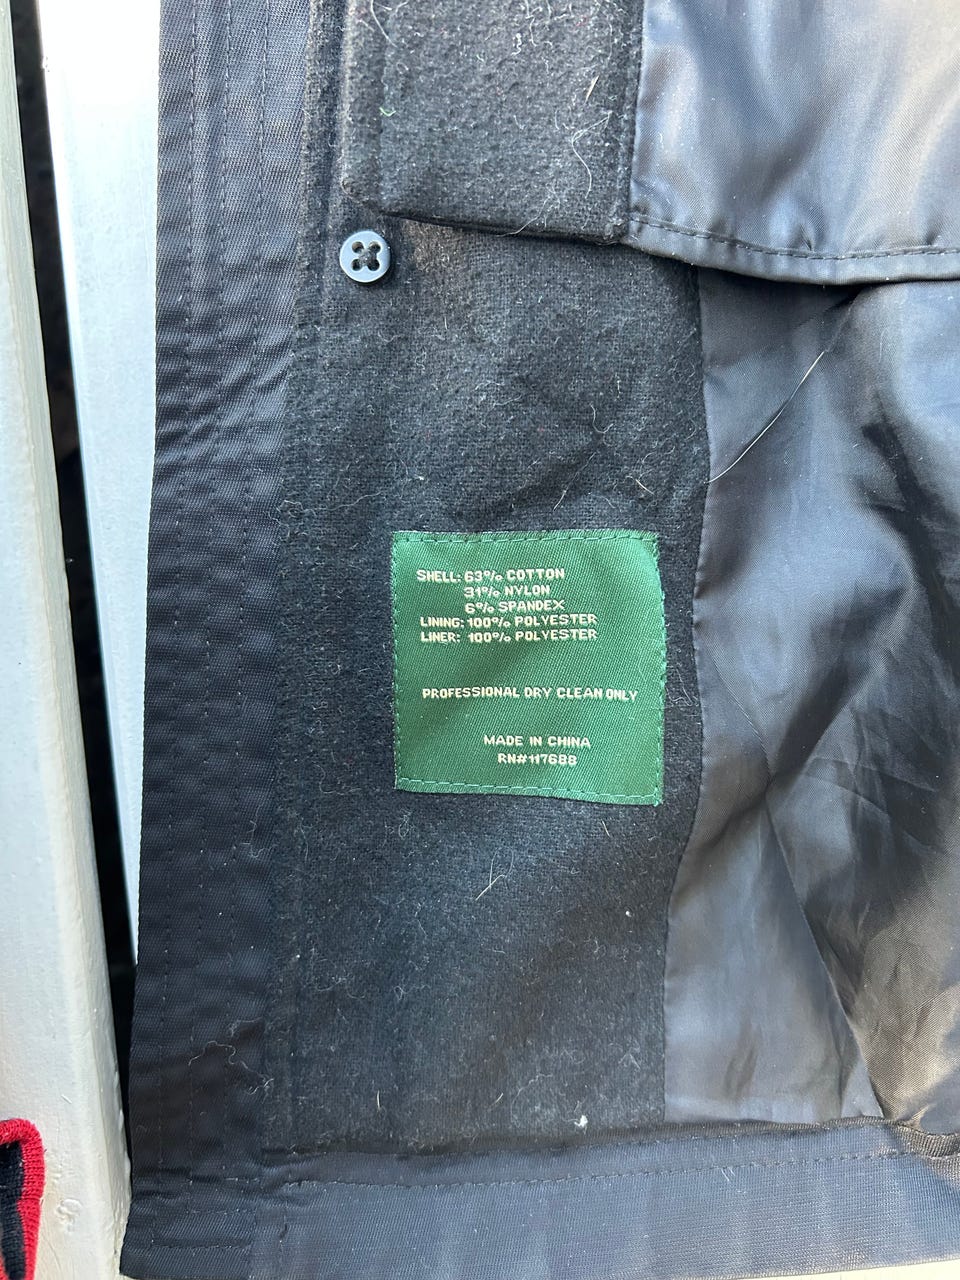 SHELL: 63% COTTON
31% NYLON
6% SPANDEX
LINING: 100% POLYESTER
LINER: 100% POLYESTER
PROFESSIONAL DRY CLEAN ONLY
MADE IN CHINA
RN#117688